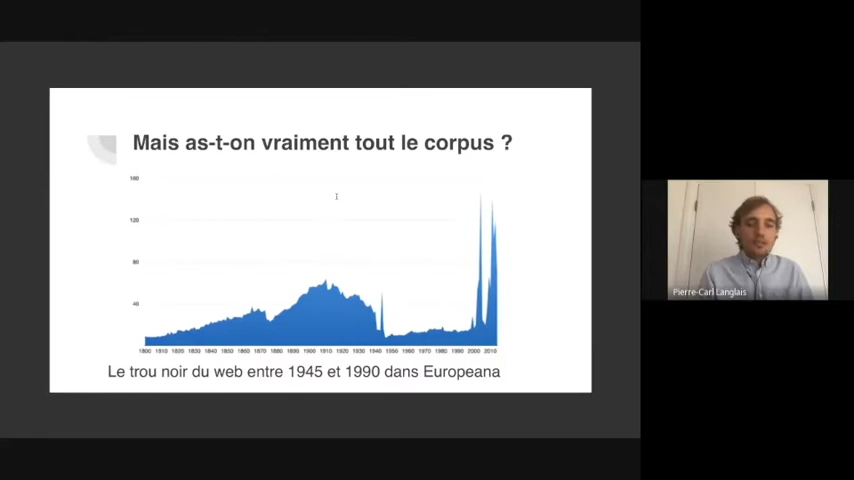 Mais as-t-on vraiment tout le corpus ?
160
120
80
40
1800 1810 1820 1830 1840 1850 1860 1870 1880 1890 1900 1910 1920 1930 1940 1950 1960 1970 1980 1990 2000 2010
Le trou noir du web entre 1945 et 1990 dans Europeana
Pierre-Carl Langlais